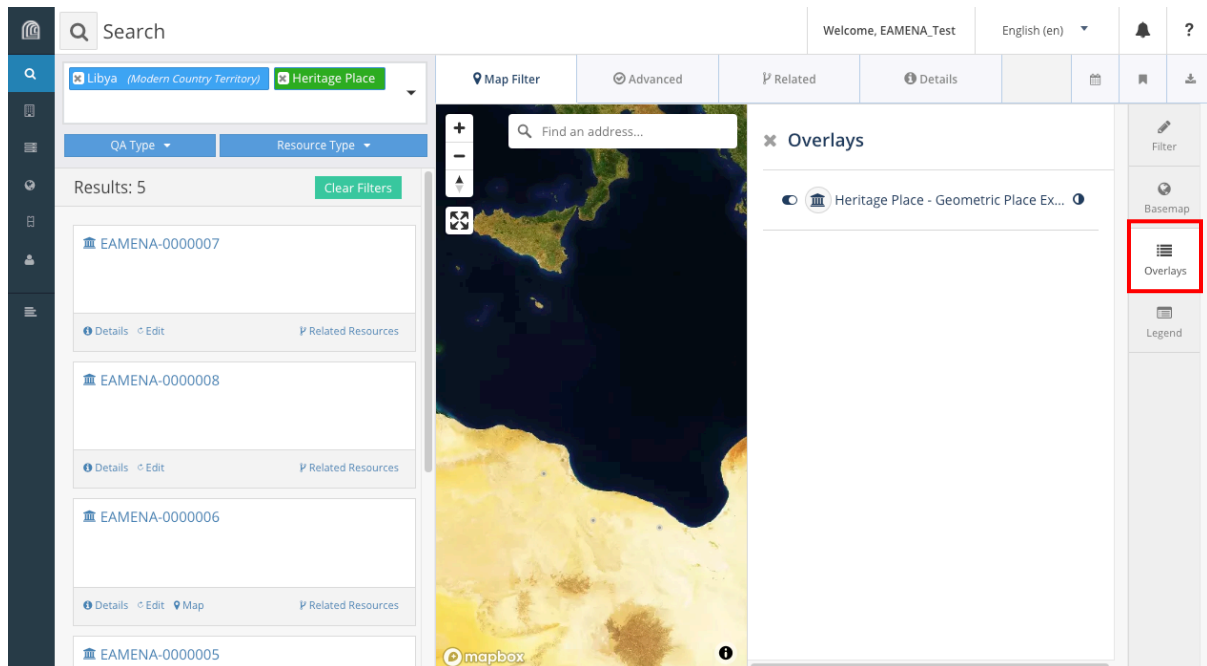 Search
Welcome, EAMENA_Test
English (en)
?
Libya (Modern Country Territory)
Heritage Place
QA Type
Resource Type
Results: 5
Clear Filters
EAMENA-0000007
Details Edit Related Resources
EAMENA-0000008
Details Edit Related Resources
EAMENA-0000006
Details Edit Map Related Resources
EAMENA-0000005
Map Filter
Advanced
Related
Details
Find an address...
mapbox
Overlays
Heritage Place - Geometric Place Ex...
Filter
Basemap
Overlays
Legend